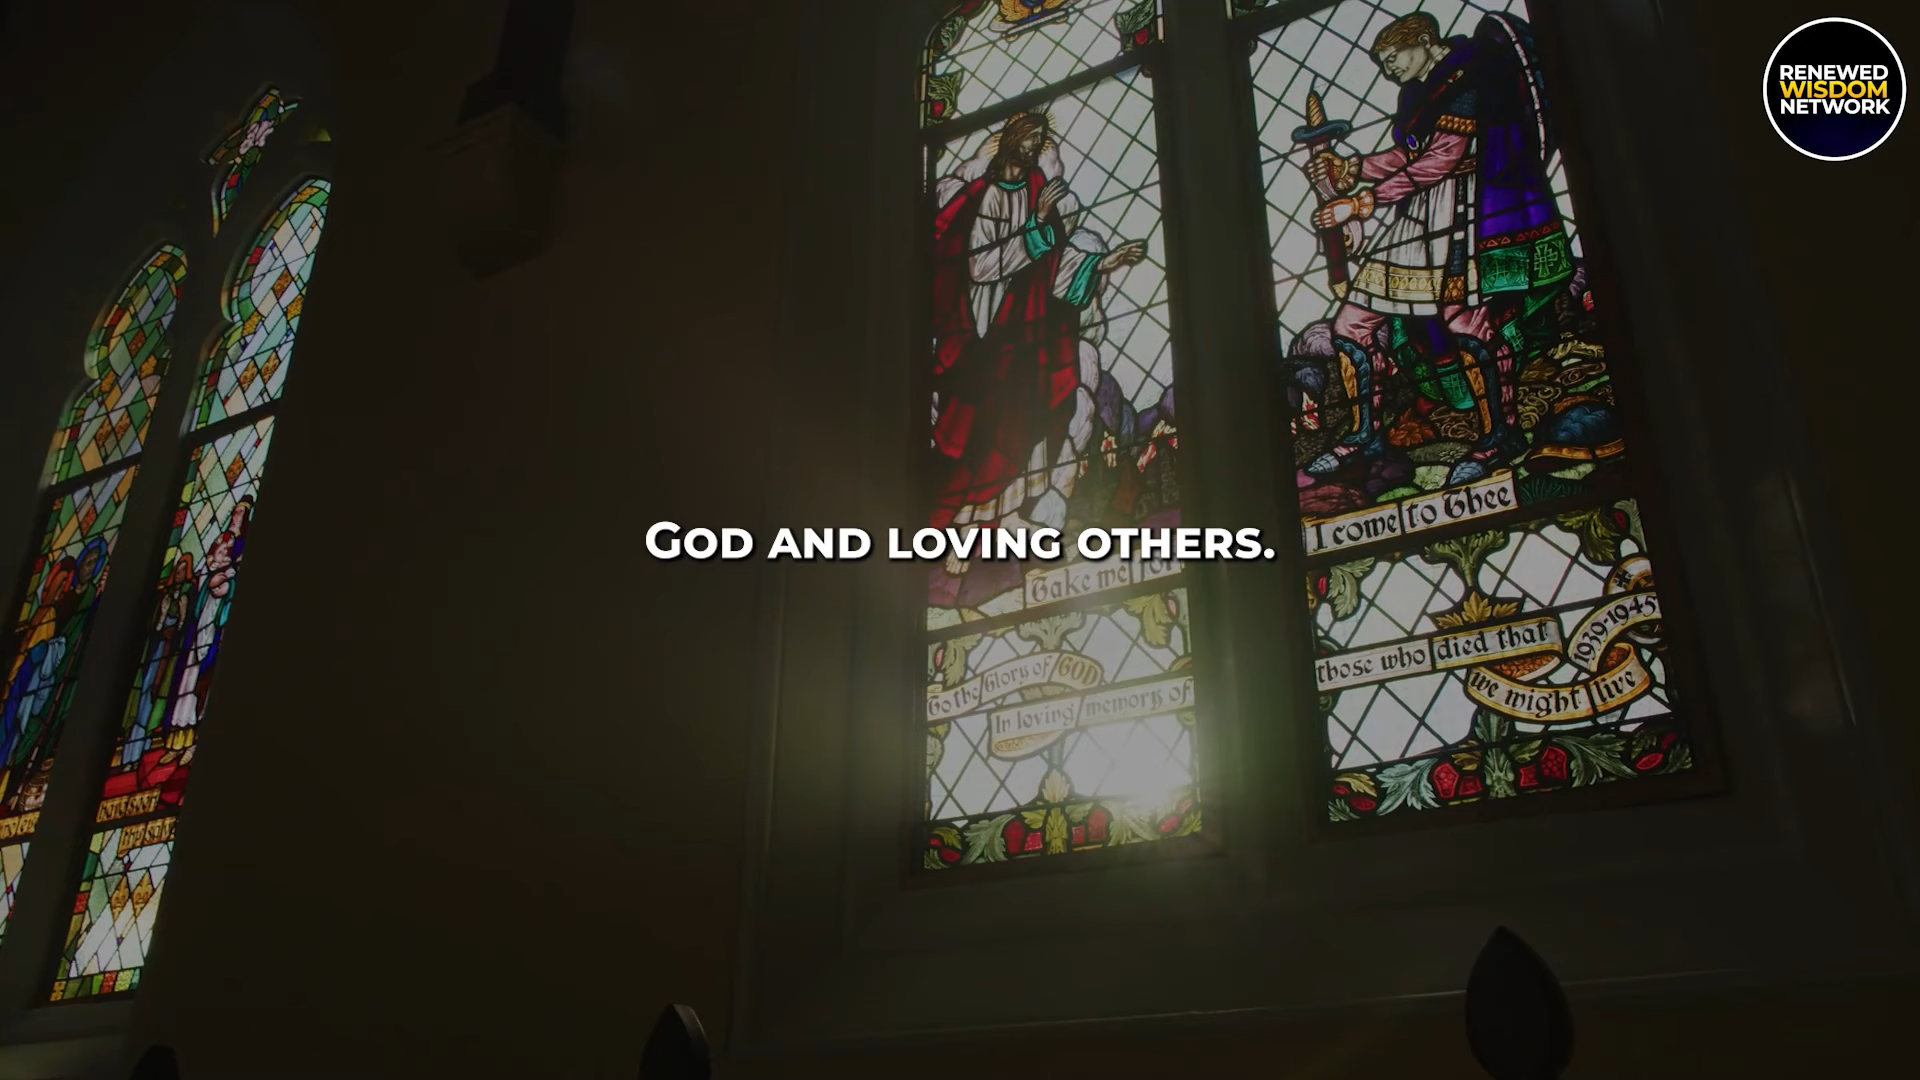 RENEWED
WISDOM
NETWORK
I come to Thee
God and loving others.
Take me for
those who died that
1939-1945
we might live
To the Glory of GOD
In loving memory of